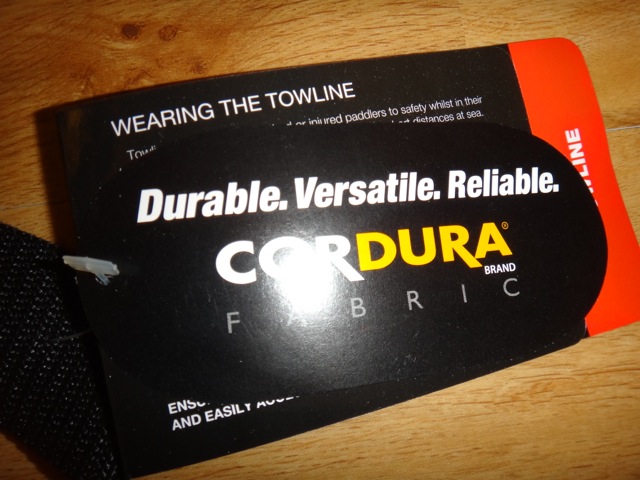 WEARING THE TOWLINE
or injured paddlers to safety whilst in their
distances at sea.
Durable. Versatile. Reliable.
CORDURA®
BRAND
FABRIC
AND EASILY